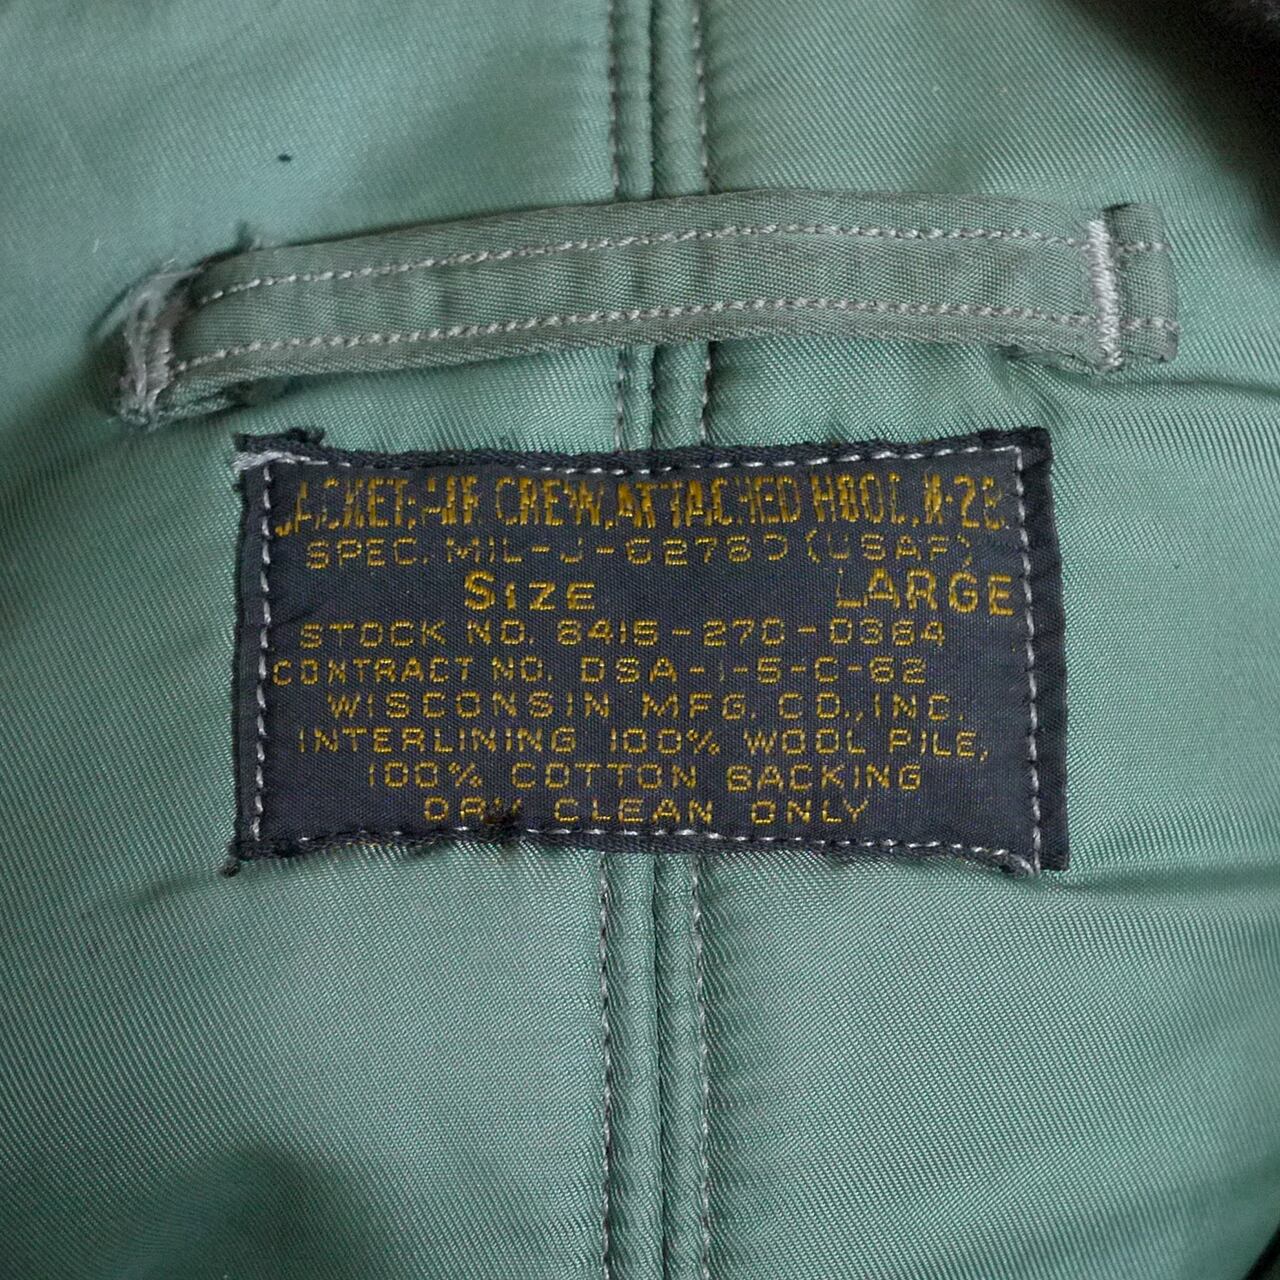 JACKET, AIR CREW, ATTACHED HOOD, N-2B
SPEC. MIL-J-6278D (USAF)
SIZE LARGE
STOCK NO. 8415-270-0364
CONTRACT NO. DSA-1-5-C-62
WISCONSIN MFG. CO., INC.
INTERLINING 100% WOOL PILE,
100% COTTON BACKING
DRY CLEAN ONLY